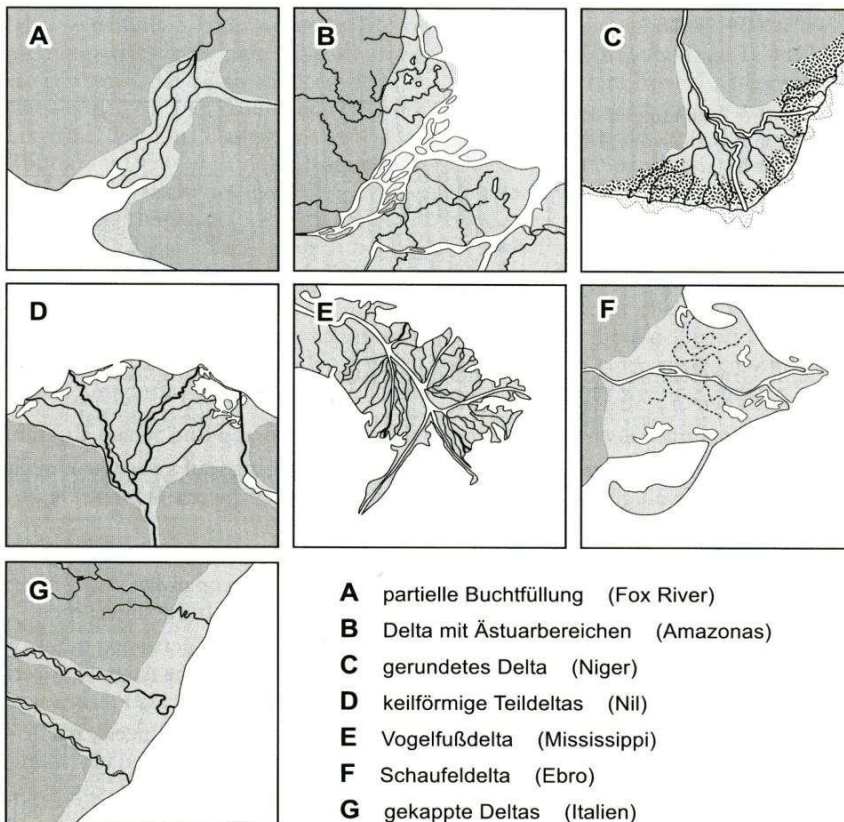 A
B
C
D
E
F
G
A partielle Buchtfüllung (Fox River)
B Delta mit Ästuarbereichen (Amazonas)
C gerundetes Delta (Niger)
D keilförmige Teildeltas (Nil)
E Vogelfußdelta (Mississippi)
F Schaufeldelta (Ebro)
G gekappte Deltas (Italien)